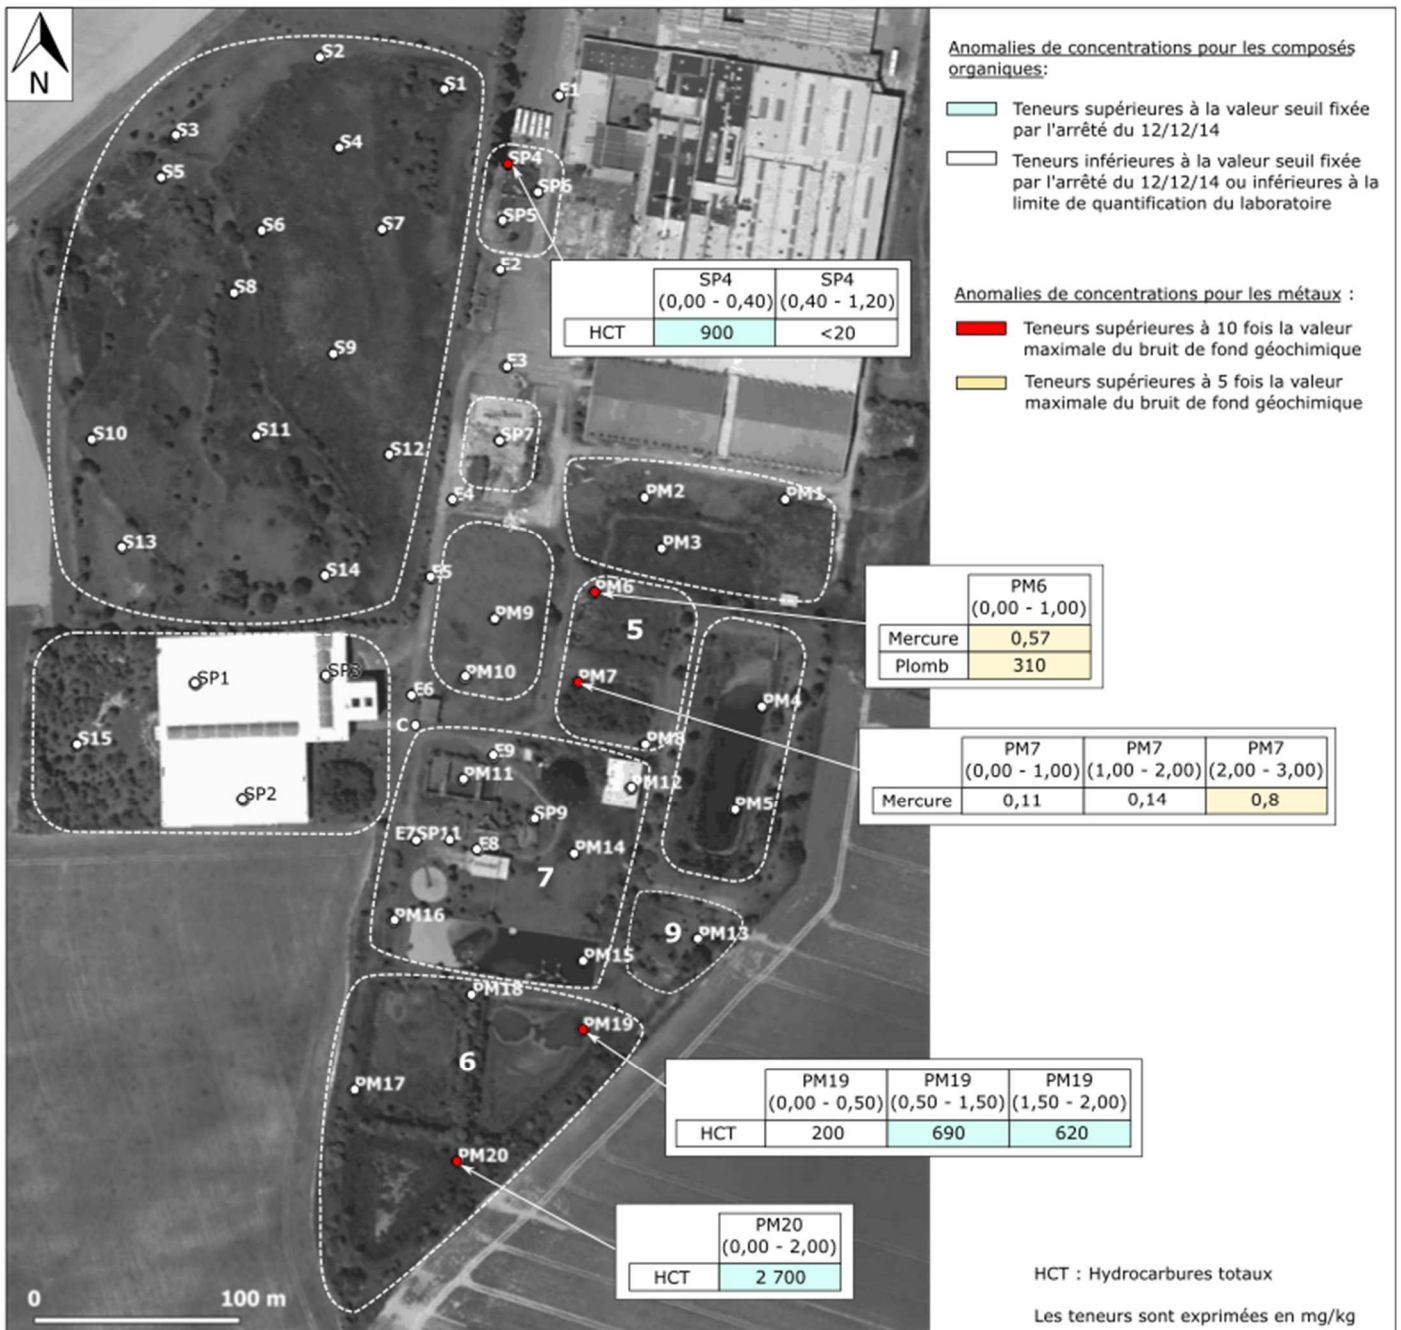 N
S2
S1
E1
S3
S4
S5
SP4
SP6
SP5
S6
S7
E2
S8
S9
E3
S10
S11
S12
SP7
E4
PM2
PM1
PM3
S13
S14
E5
PM6
PM9
5
PM10
PM7
PM4
SP1
SP3
E6
C
S15
PM8
E9
PM11
PM12
SP2
SP9
PM5
E7
SP11
E8
PM14
7
PM16
9
PM13
PM15
PM18
PM19
6
PM17
PM20
0
100 m
SP4 SP4
(0,00 - 0,40) (0,40 - 1,20)
HCT 900 <20
PM6
(0,00 - 1,00)
Mercure 0,57
Plomb 310
PM7 PM7 PM7
(0,00 - 1,00) (1,00 - 2,00) (2,00 - 3,00)
Mercure 0,11 0,14 0,8
PM19 PM19 PM19
(0,00 - 0,50) (0,50 - 1,50) (1,50 - 2,00)
HCT 200 690 620
PM20
(0,00 - 2,00)
HCT 2 700
Anomalies de concentrations pour les composés
organiques:
Teneurs supérieures à la valeur seuil fixée
par l'arrêté du 12/12/14
Teneurs inférieures à la valeur seuil fixée
par l'arrêté du 12/12/14 ou inférieures à la
limite de quantification du laboratoire
Anomalies de concentrations pour les métaux :
Teneurs supérieures à 10 fois la valeur
maximale du bruit de fond géochimique
Teneurs supérieures à 5 fois la valeur
maximale du bruit de fond géochimique
HCT : Hydrocarbures totaux
Les teneurs sont exprimées en mg/kg